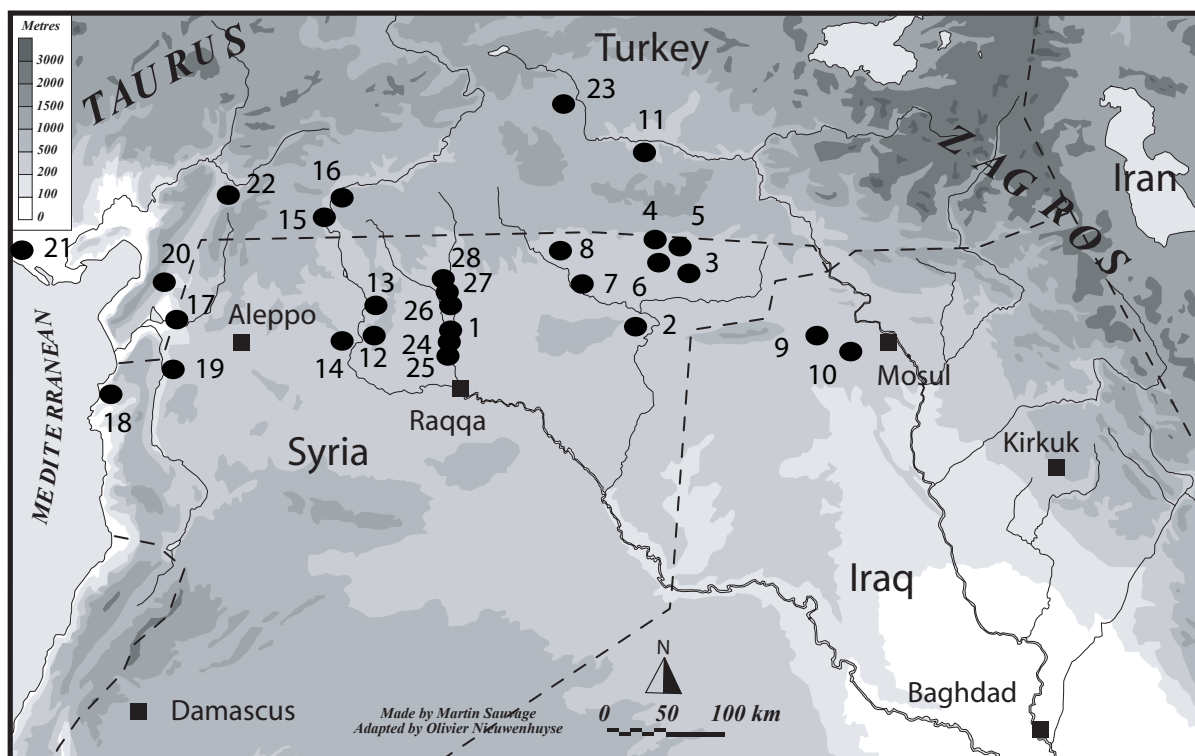 Metres
3000
2000
1500
1000
500
200
100
0
TAURUS
Turkey
ZAGROS
Iran
23
11
22
16
15
4
5
21
20
8
3
28
27
7
6
13
26
17
Aleppo
1
2
9
14
12
24
25
10
Mosul
19
18
Raqqa
MEDITERRANEAN
Syria
Kirkuk
Iraq
N
Baghdad
Damascus
Made by Martin Sauvage
Adapted by Olivier Nieuwenhuyse
0 50 100 km